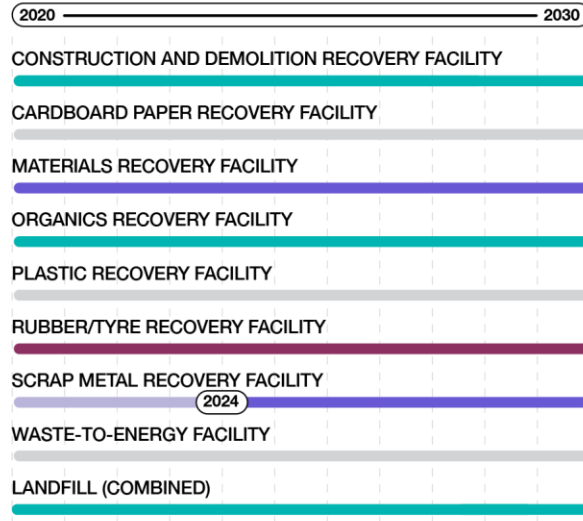 2020 2030
CONSTRUCTION AND DEMOLITION RECOVERY FACILITY
CARDBOARD PAPER RECOVERY FACILITY
MATERIALS RECOVERY FACILITY
ORGANICS RECOVERY FACILITY
PLASTIC RECOVERY FACILITY
RUBBER/TYRE RECOVERY FACILITY
SCRAP METAL RECOVERY FACILITY
2024
WASTE-TO-ENERGY FACILITY
LANDFILL (COMBINED)